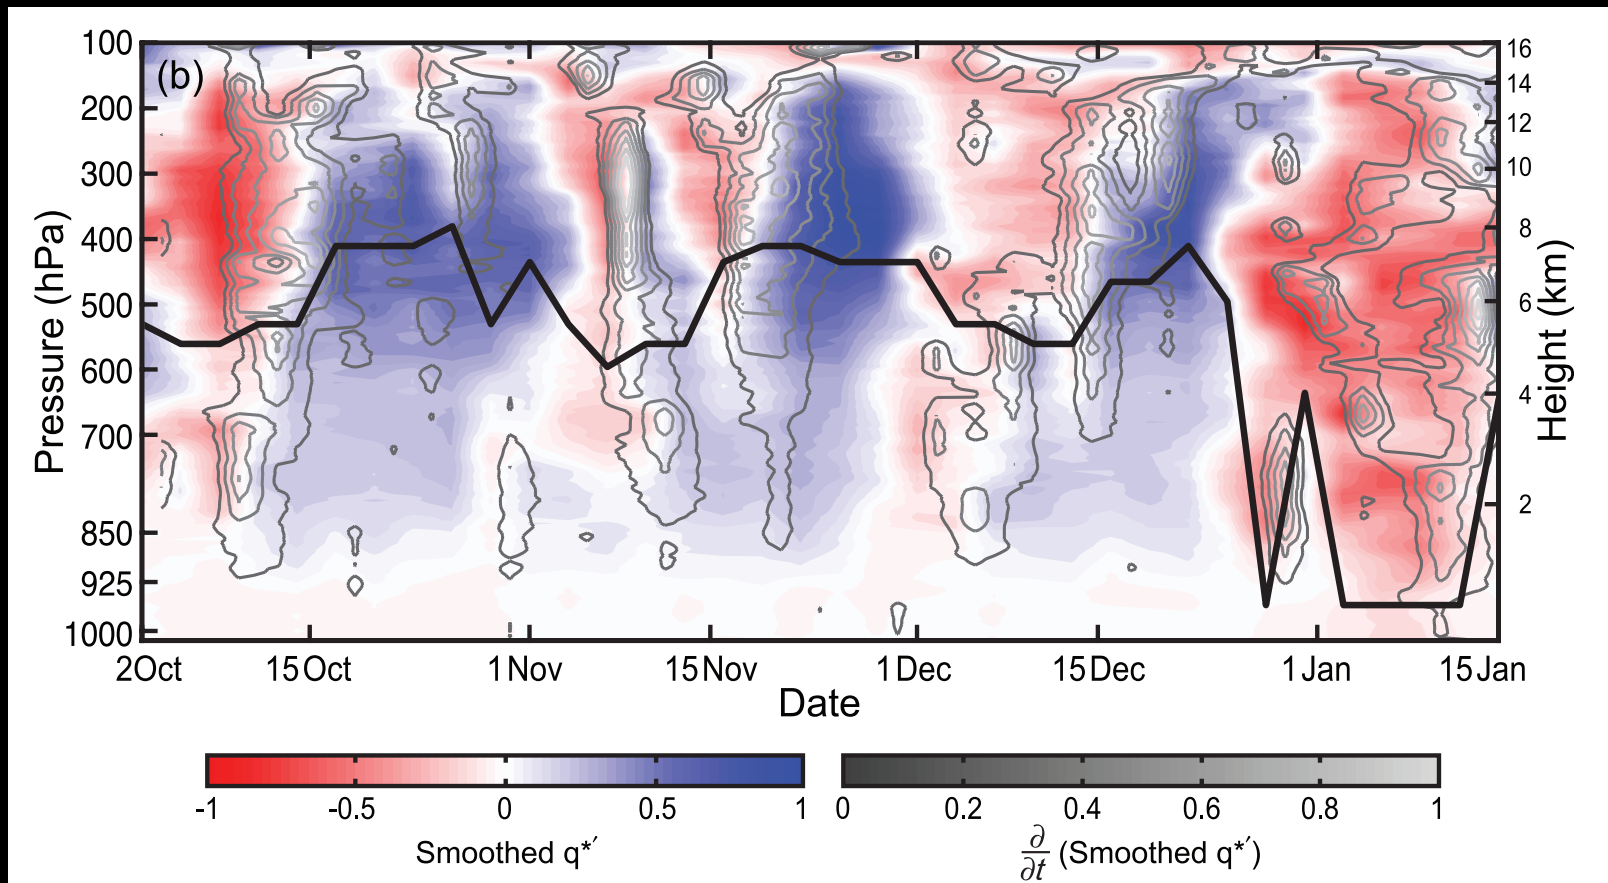 (b)
100
200
300
400
500
600
700
850
925
1000
Pressure (hPa)
16
14
12
10
8
6
4
2
Height (km)
2Oct 15Oct 1Nov 15Nov 1Dec 15Dec 1Jan 15Jan
Date
-1 -0.5 0 0.5 1
Smoothed q*′
0 0.2 0.4 0.6 0.8 1
∂/∂t (Smoothed q*′)